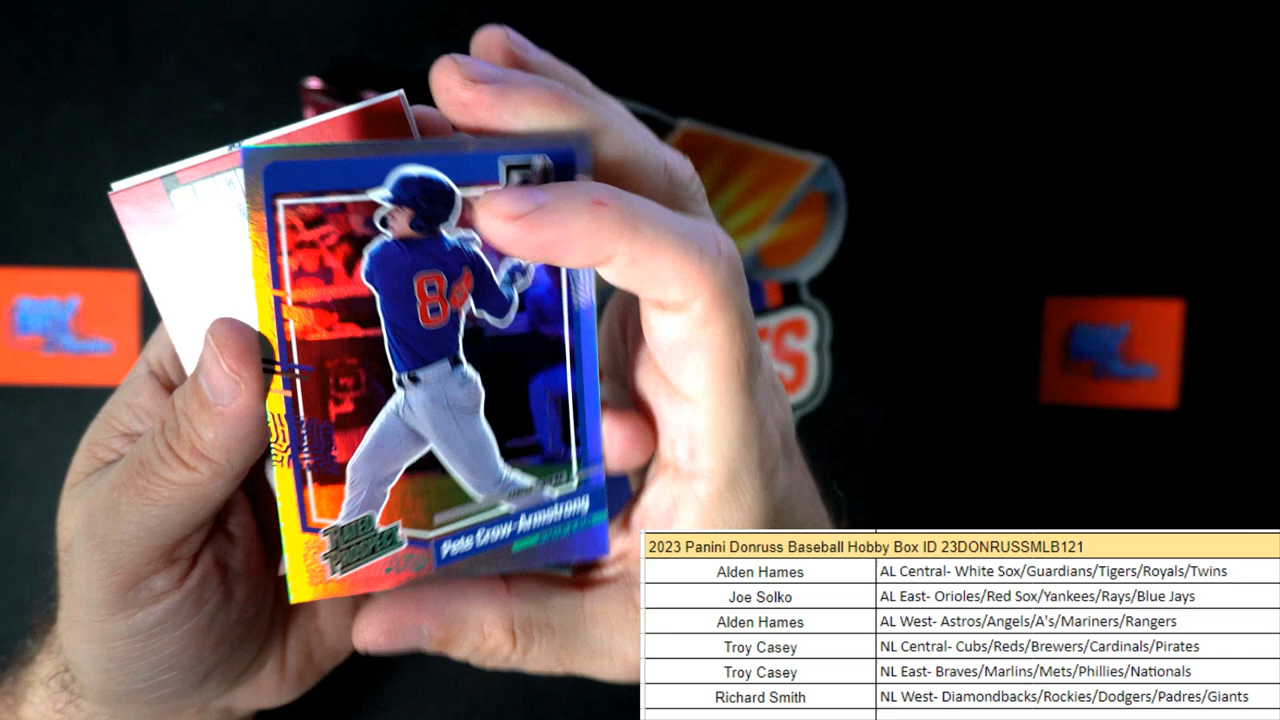 84
RATED
PROSPECT
Pete Crow-Armstrong
2023 Panini Donruss Baseball Hobby Box ID 23DONRUSSMLB121
Alden Hames AL Central- White Sox/Guardians/Tigers/Royals/Twins
Joe Solko AL East- Orioles/Red Sox/Yankees/Rays/Blue Jays
Alden Hames AL West- Astros/Angels/A's/Mariners/Rangers
Troy Casey NL Central- Cubs/Reds/Brewers/Cardinals/Pirates
Troy Casey NL East- Braves/Marlins/Mets/Phillies/Nationals
Richard Smith NL West- Diamondbacks/Rockies/Dodgers/Padres/Giants